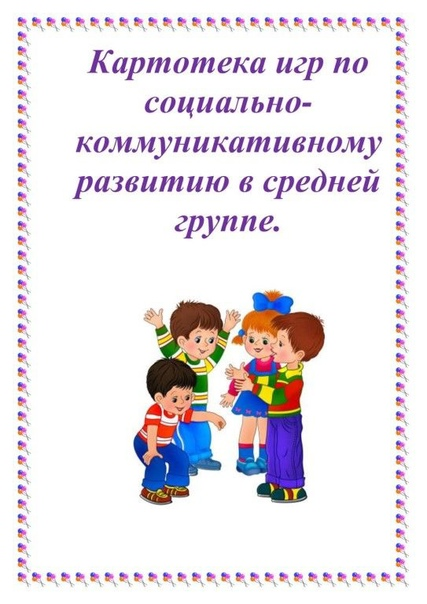 Картотека игр по
социально-
коммуникативному
развитию в средней
группе.